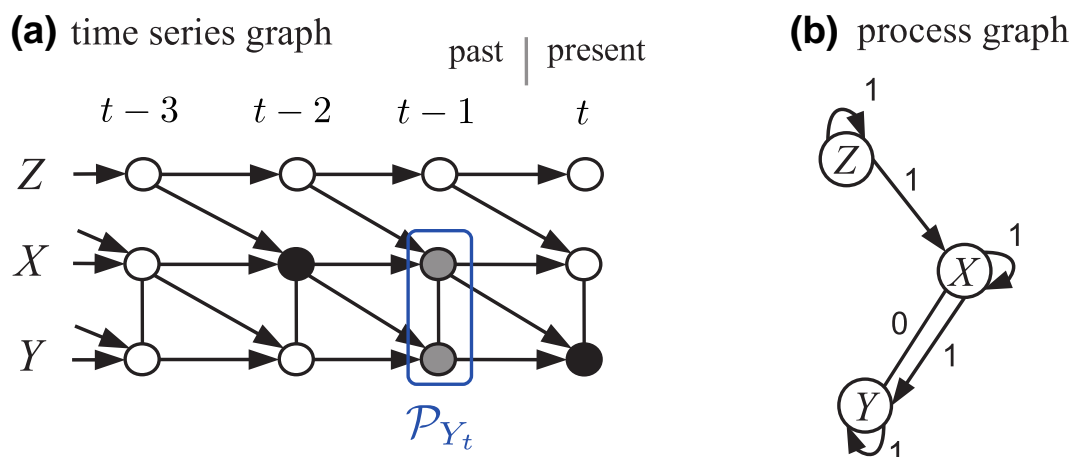 (a) time series graph
past | present
t − 3 t − 2 t − 1 t
Z
X
Y
𝒫_{Y_t}
(b) process graph
1
Z
1
1
X
0
1
Y
1